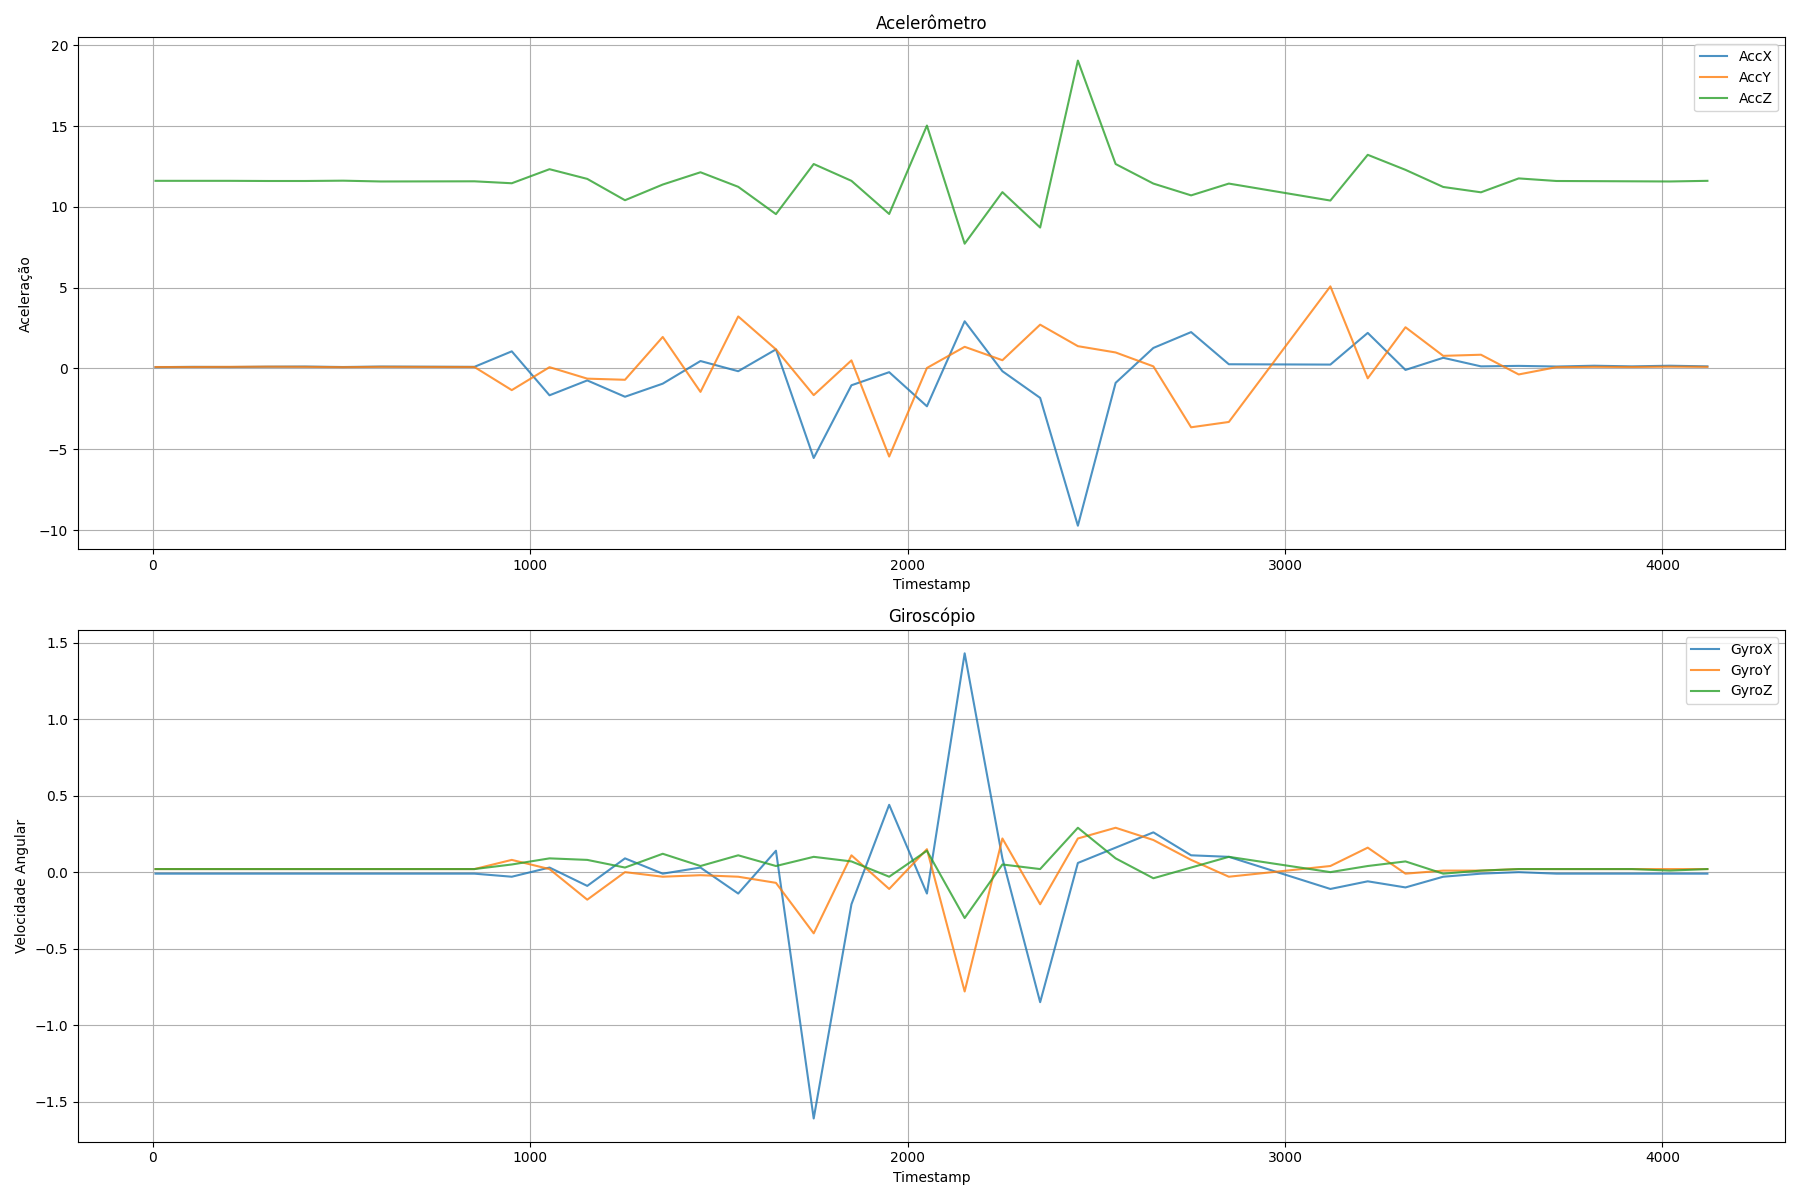 Acelerômetro
20
15
10
5
0
−5
−10
Aceleração
AccX
AccY
AccZ
0 1000 2000 3000 4000
Timestamp
Giroscópio
1.5
1.0
0.5
0.0
−0.5
−1.0
−1.5
Velocidade Angular
GyroX
GyroY
GyroZ
0 1000 2000 3000 4000
Timestamp